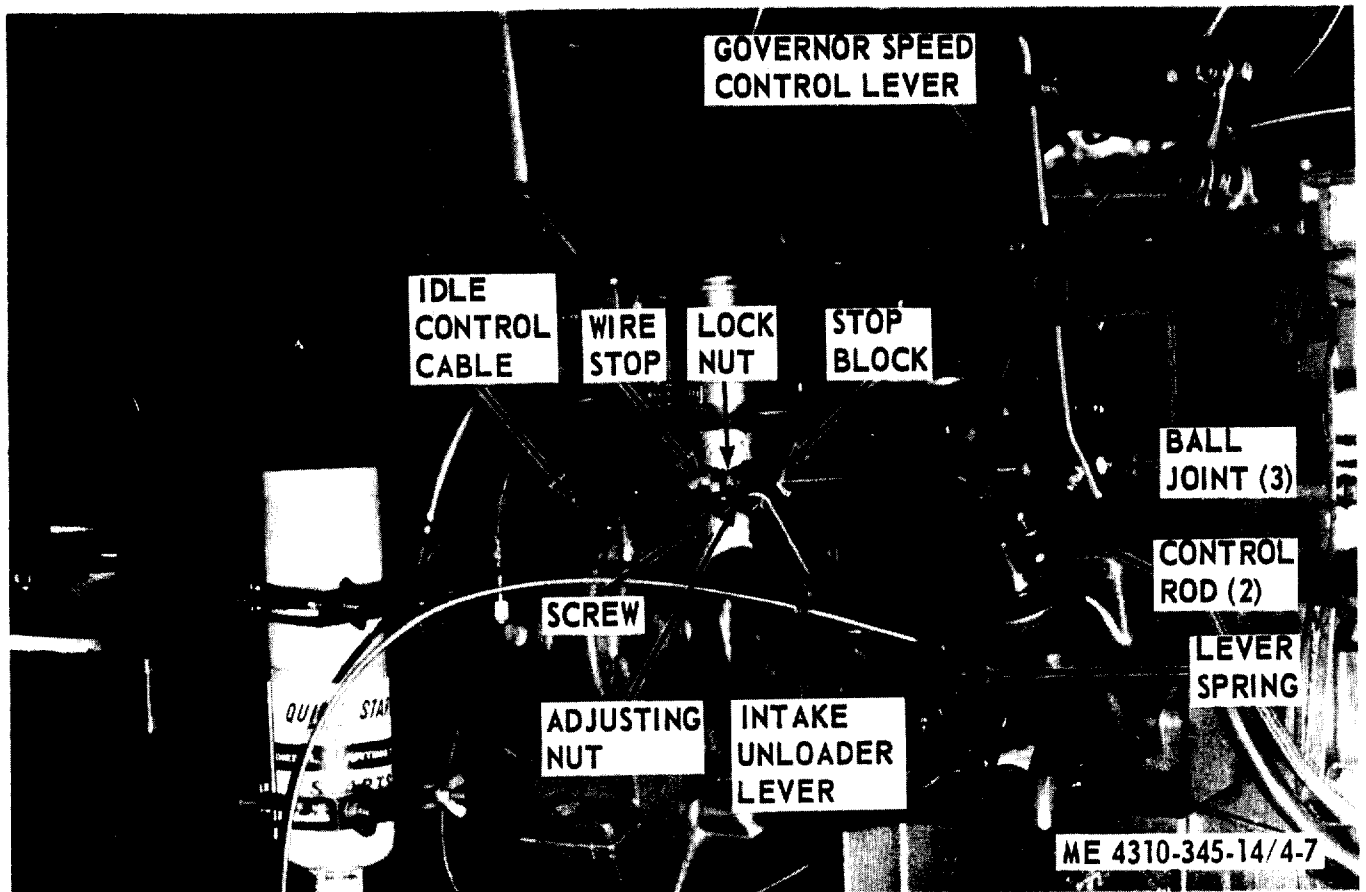 GOVERNOR SPEED
CONTROL LEVER
IDLE
CONTROL
CABLE
WIRE
STOP
LOCK
NUT
STOP
BLOCK
BALL
JOINT (3)
CONTROL
ROD (2)
SCREW
LEVER
SPRING
ADJUSTING
NUT
INTAKE
UNLOADER
LEVER
ME 4310-345-14/4-7